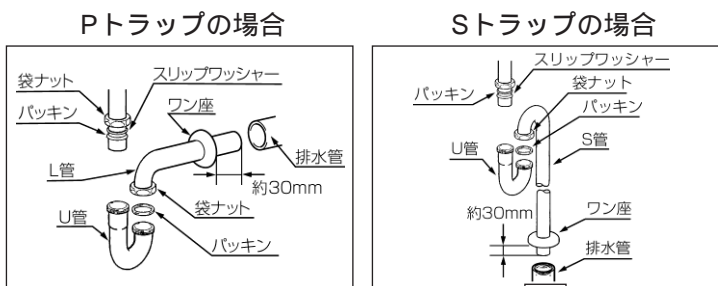 Pトラップの場合
袋ナット
スリップワッシャー
パッキン
ワン座
L管
排水管
約30mm
U管
袋ナット
パッキン
Sトラップの場合
スリップワッシャー
パッキン
袋ナット
パッキン
U管
S管
約30mm
ワン座
排水管